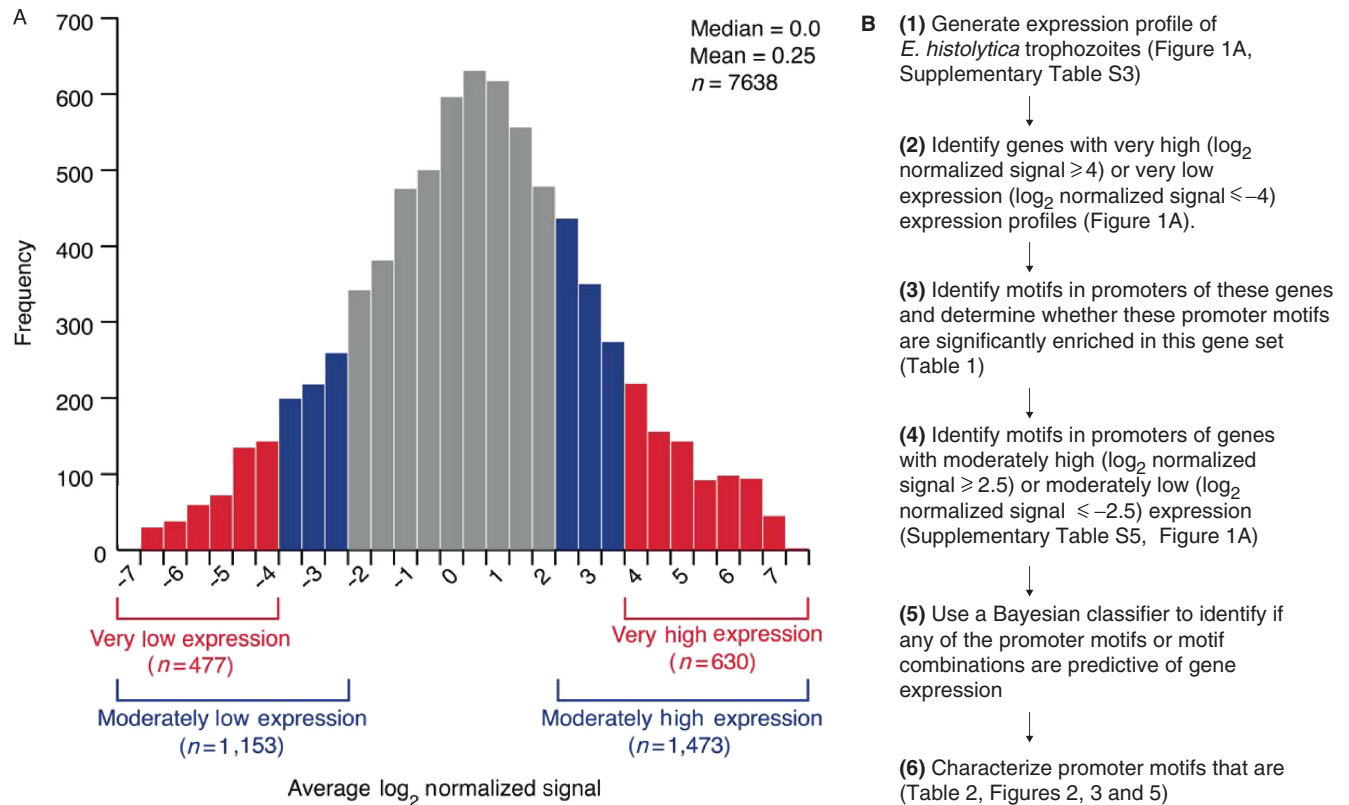 A
700
600
500
400
300
200
100
0
Frequency
Median = 0.0
Mean = 0.25
n = 7638
-7 -6 -5 -4 -3 -2 -1 0 1 2 3 4 5 6 7
Very low expression
(n=477)
Very high expression
(n=630)
Moderately low expression
(n=1,153)
Moderately high expression
(n=1,473)
Average log2 normalized signal
B (1) Generate expression profile of
E. histolytica trophozoites (Figure 1A,
Supplementary Table S3)
(2) Identify genes with very high (log2
normalized signal ⩾ 4) or very low
expression (log2 normalized signal ⩽ −4)
expression profiles (Figure 1A).
(3) Identify motifs in promoters of these genes
and determine whether these promoter motifs
are significantly enriched in this gene set
(Table 1)
(4) Identify motifs in promoters of genes
with moderately high (log2 normalized
signal ⩾ 2.5) or moderately low (log2
normalized signal ⩽ −2.5) expression
(Supplementary Table S5, Figure 1A)
(5) Use a Bayesian classifier to identify if
any of the promoter motifs or motif
combinations are predictive of gene
expression
(6) Characterize promoter motifs that are
(Table 2, Figures 2, 3 and 5)